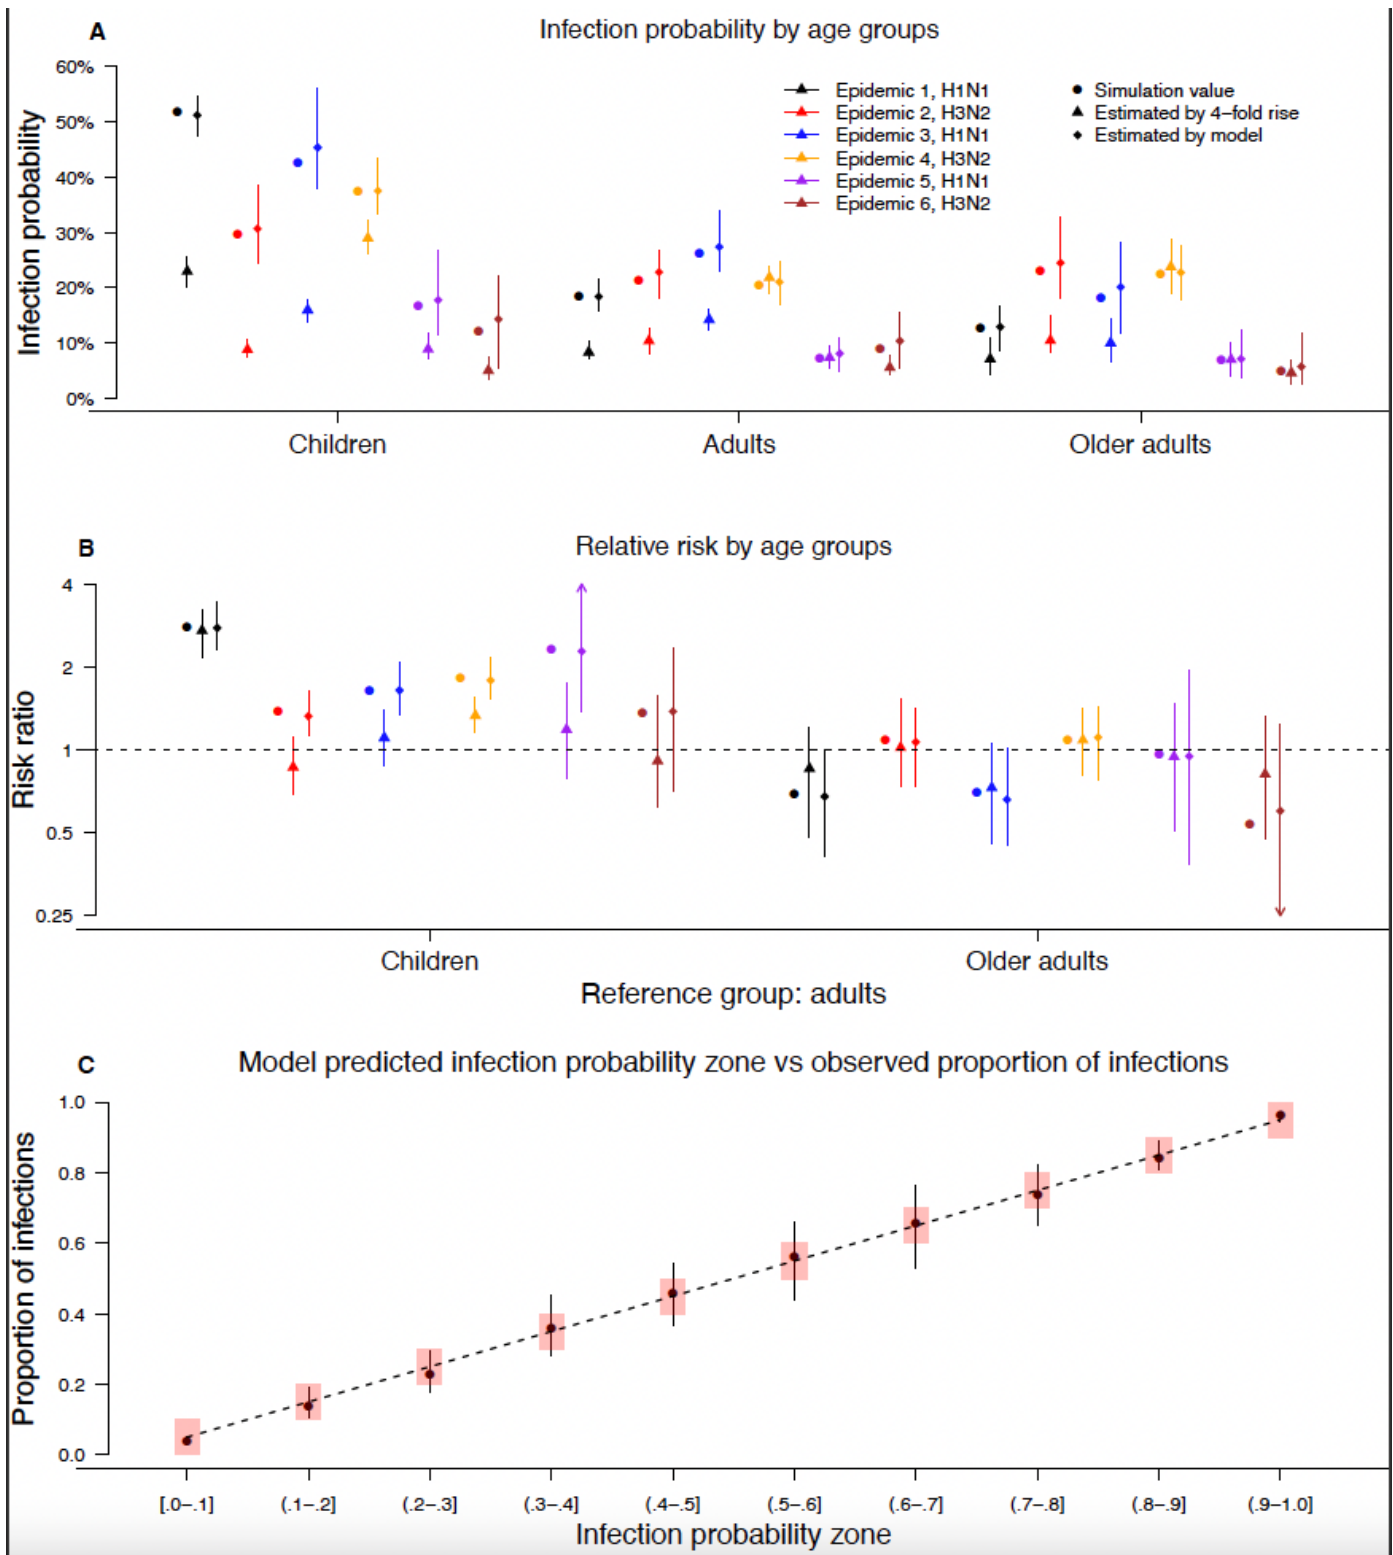 A
Infection probability by age groups
Infection probability
60%
50%
40%
30%
20%
10%
0%
Epidemic 1, H1N1
Epidemic 2, H3N2
Epidemic 3, H1N1
Epidemic 4, H3N2
Epidemic 5, H1N1
Epidemic 6, H3N2
Simulation value
Estimated by 4−fold rise
Estimated by model
Children Adults Older adults
B
Relative risk by age groups
Risk ratio
4
2
1
0.5
0.25
Children Older adults
Reference group: adults
C
Model predicted infection probability zone vs observed proportion of infections
Proportion of infections
1.0
0.8
0.6
0.4
0.2
0.0
[.0−.1] (.1−.2] (.2−.3] (.3−.4] (.4−.5] (.5−.6] (.6−.7] (.7−.8] (.8−.9] (.9−1.0]
Infection probability zone